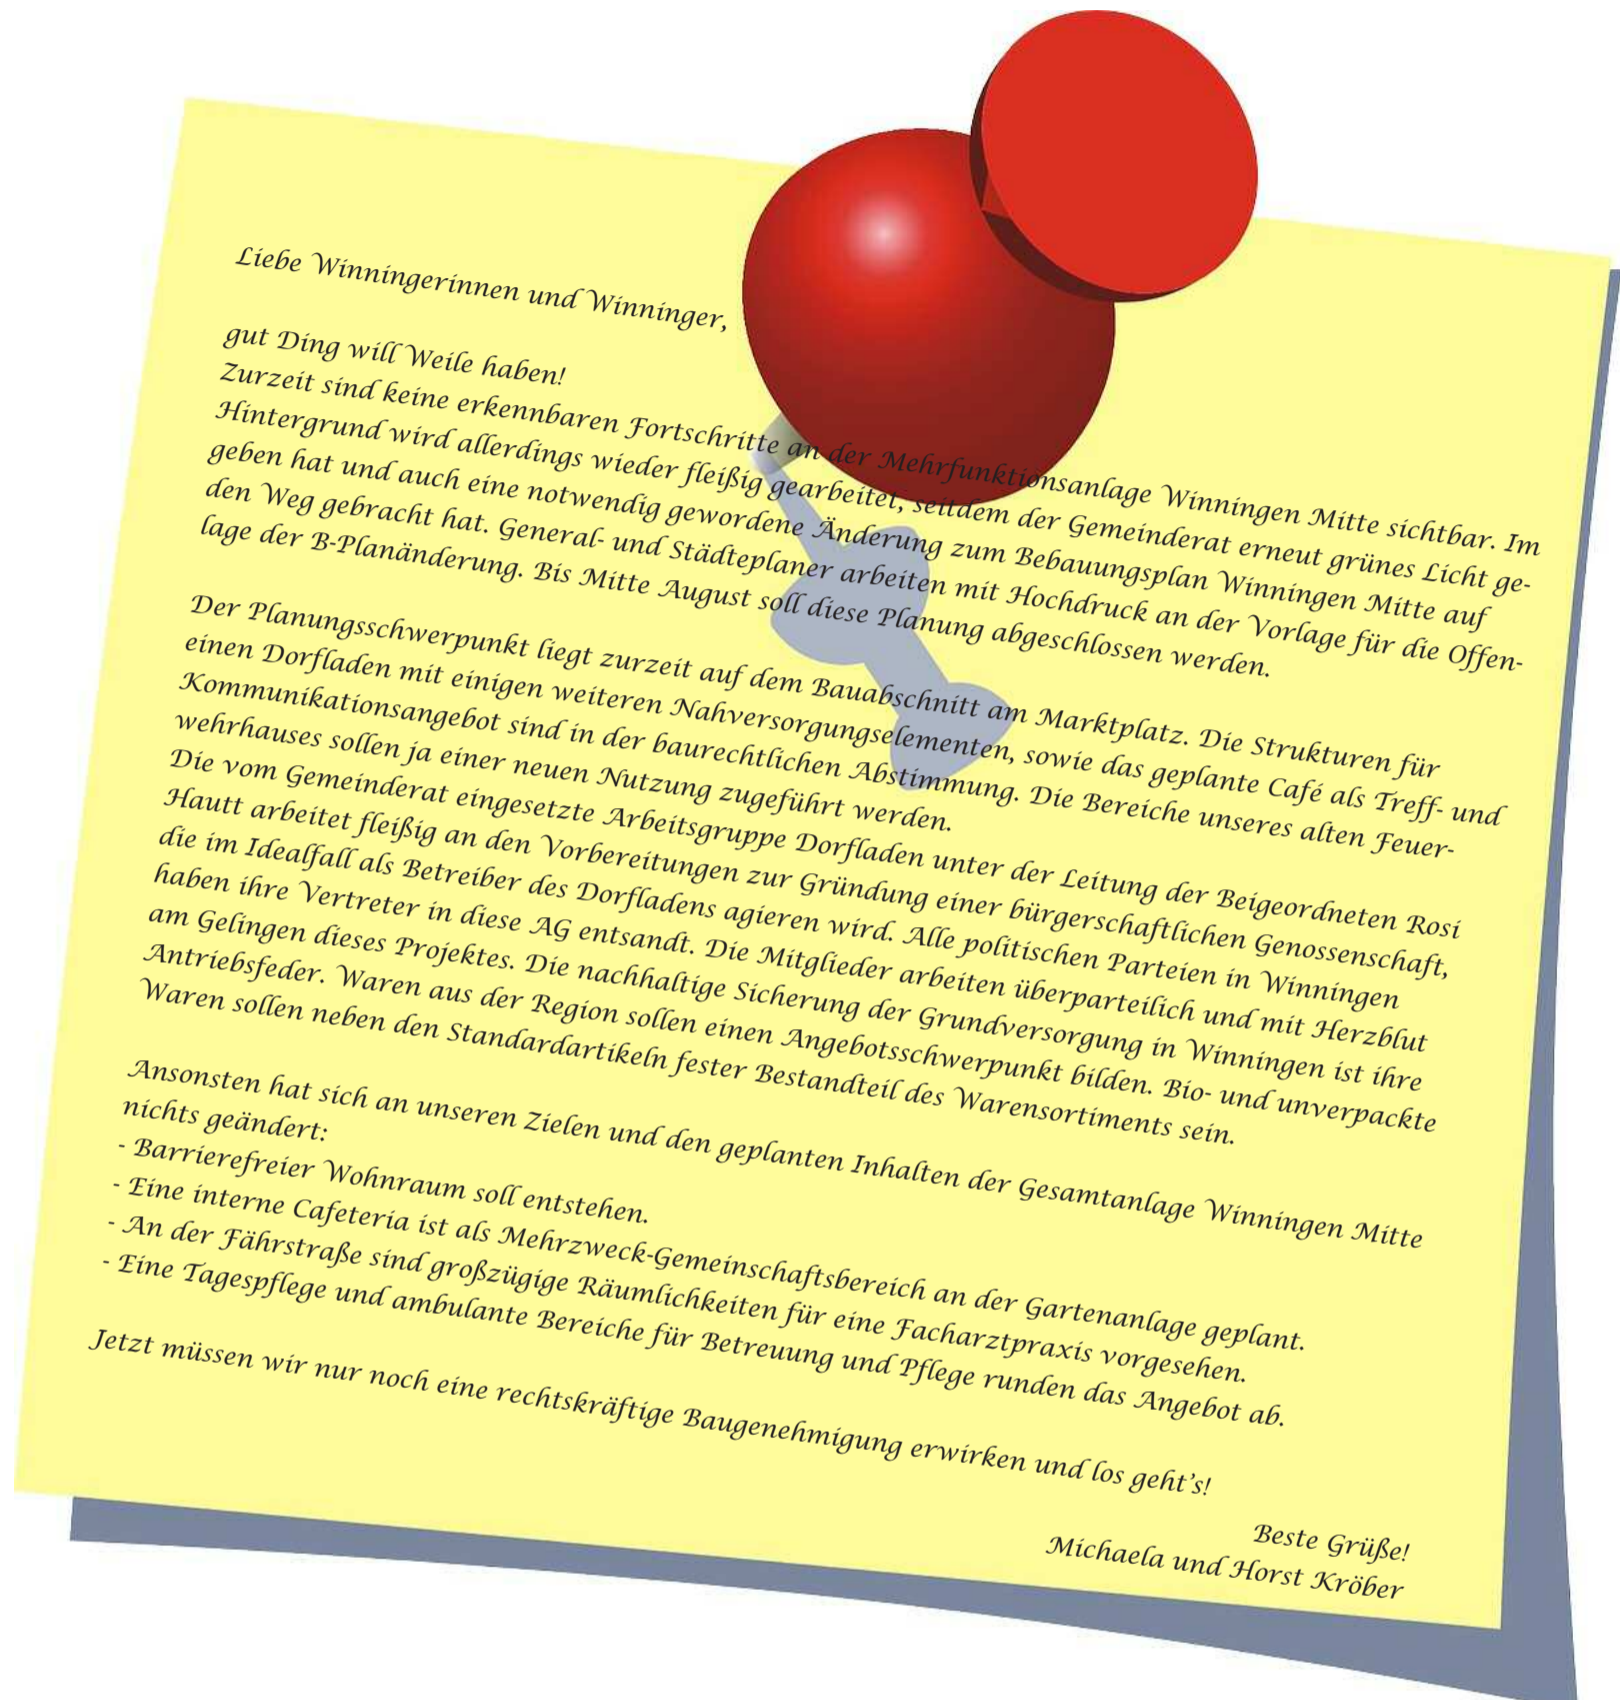 Liebe Winningerinnen und Winninger,
gut Ding will Weile haben!
Zurzeit sind keine erkennbaren Fortschritte an der Mehrfunktionsanlage Winningen Mitte sichtbar. Im
Hintergrund wird allerdings wieder fleißig gearbeitet, seitdem der Gemeinderat erneut grünes Licht ge-
geben hat und auch eine notwendig gewordene Änderung zum Bebauungsplan Winningen Mitte auf
den Weg gebracht hat. General- und Städteplaner arbeiten mit Hochdruck an der Vorlage für die Offen-
lage der B-Planänderung. Bis Mitte August soll diese Planung abgeschlossen werden.
Der Planungsschwerpunkt liegt zurzeit auf dem Bauabschnitt am Marktplatz. Die Strukturen für
einen Dorfladen mit einigen weiteren Nahversorgungselementen, sowie das geplante Café als Treff- und
Kommunikationsangebot sind in der baurechtlichen Abstimmung. Die Bereiche unseres alten Feuer-
wehrhauses sollen ja einer neuen Nutzung zugeführt werden.
Die vom Gemeinderat eingesetzte Arbeitsgruppe Dorfladen unter der Leitung der Beigeordneten Rosi
Hautt arbeitet fleißig an den Vorbereitungen zur Gründung einer bürgerschaftlichen Genossenschaft,
die im Idealfall als Betreiber des Dorfladens agieren wird. Alle politischen Parteien in Winningen
haben ihre Vertreter in diese AG entsandt. Die Mitglieder arbeiten überparteilich und mit Herzblut
am Gelingen dieses Projektes. Die nachhaltige Sicherung der Grundversorgung in Winningen ist ihre
Antriebsfeder. Waren aus der Region sollen einen Angebotsschwerpunkt bilden. Bio- und unverpackte
Waren sollen neben den Standardartikeln fester Bestandteil des Warensortiments sein.
Ansonsten hat sich an unseren Zielen und den geplanten Inhalten der Gesamtanlage Winningen Mitte
nichts geändert:
- Barrierefreier Wohnraum soll entstehen.
- Eine interne Cafeteria ist als Mehrzweck-Gemeinschaftsbereich an der Gartenanlage geplant.
- An der Fährstraße sind großzügige Räumlichkeiten für eine Facharztpraxis vorgesehen.
- Eine Tagespflege und ambulante Bereiche für Betreuung und Pflege runden das Angebot ab.
Jetzt müssen wir nur noch eine rechtskräftige Baugenehmigung erwirken und los geht's!
Beste Grüße!
Michaela und Horst Kröber